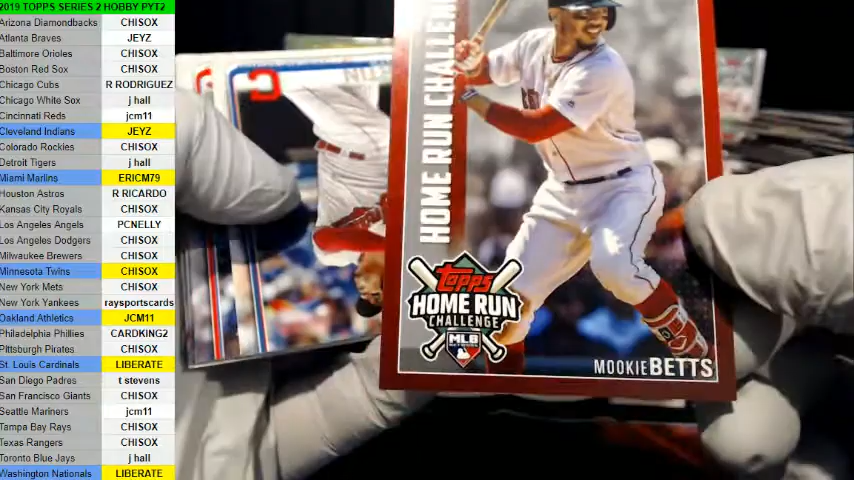 2019 TOPPS SERIES 2 HOBBY PYT2
Arizona Diamondbacks CHISOX
Atlanta Braves JEYZ
Baltimore Orioles CHISOX
Boston Red Sox CHISOX
Chicago Cubs R RODRIGUEZ
Chicago White Sox j hall
Cincinnati Reds jcm11
Cleveland Indians JEYZ
Colorado Rockies CHISOX
Detroit Tigers j hall
Miami Marlins ERICM79
Houston Astros R RICARDO
Kansas City Royals CHISOX
Los Angeles Angels PCNELLY
Los Angeles Dodgers CHISOX
Milwaukee Brewers CHISOX
Minnesota Twins CHISOX
New York Mets CHISOX
New York Yankees raysportscards
Oakland Athletics JCM11
Philadelphia Phillies CARDKING2
Pittsburgh Pirates CHISOX
St. Louis Cardinals LIBERATE
San Diego Padres t stevens
San Francisco Giants CHISOX
Seattle Mariners jcm11
Tampa Bay Rays CHISOX
Texas Rangers CHISOX
Toronto Blue Jays j hall
Washington Nationals LIBERATE
HOME RUN CHALLEN
Topps
HOME RUN
CHALLENGE
MLB
NETWORK
MOOKIE BETTS